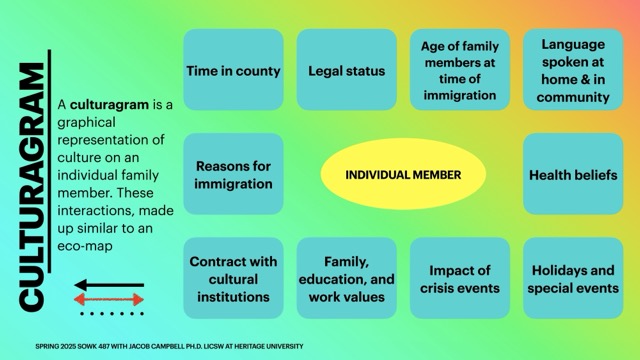 CULTURAGRAM
A culturagram is a
graphical
representation of
culture on an
individual family
member. These
interactions, made
up similar to an
eco-map
Time in county
Legal status
Age of family
members at
time of
immigration
Language
spoken at
home & in
community
Reasons for
immigration
INDIVIDUAL MEMBER
Health beliefs
Contract with
cultural
institutions
Family,
education, and
work values
Impact of
crisis events
Holidays and
special events
SPRING 2025 SOWK 487 WITH JACOB CAMPBELL PH.D. LICSW AT HERITAGE UNIVERSITY